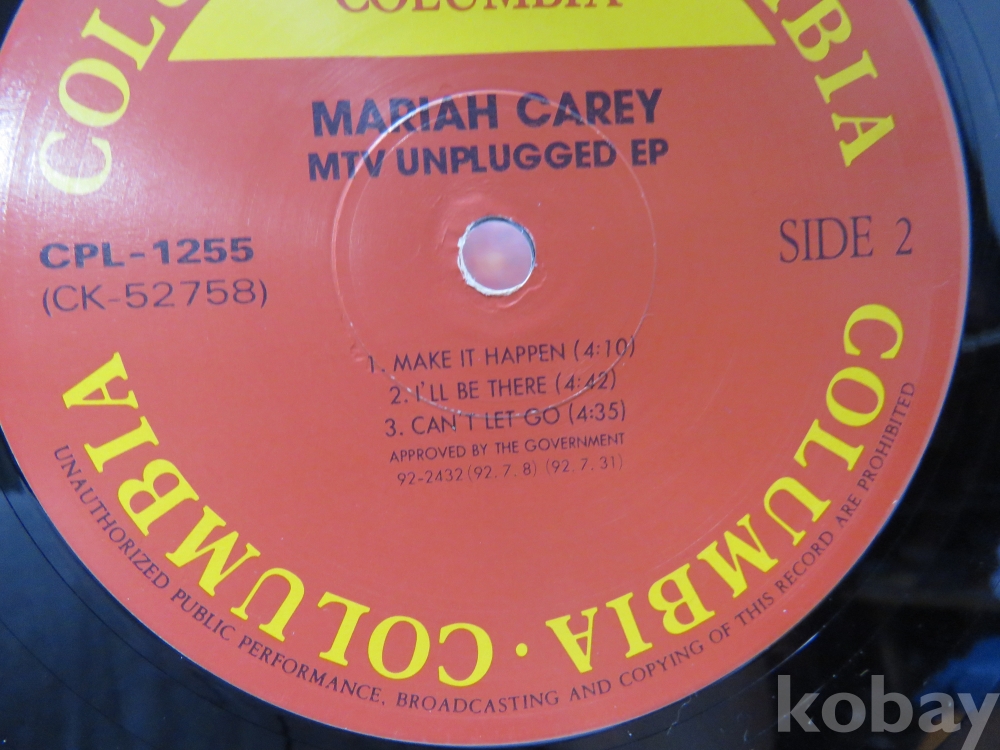 COLUMBIA
MARIAH CAREY
MTV UNPLUGGED EP
CPL-1255
(CK-52758)
SIDE 2
1. MAKE IT HAPPEN (4:10)
2. I'LL BE THERE (4:42)
3. CAN'T LET GO (4:35)
APPROVED BY THE GOVERNMENT
92-2432 (92. 7. 8) (92. 7. 31)
COLUMBIA · COLUMBIA
UNAUTHORIZED PUBLIC PERFORMANCE, BROADCASTING AND COPYING OF THIS RECORD ARE PROHIBITED
kobay